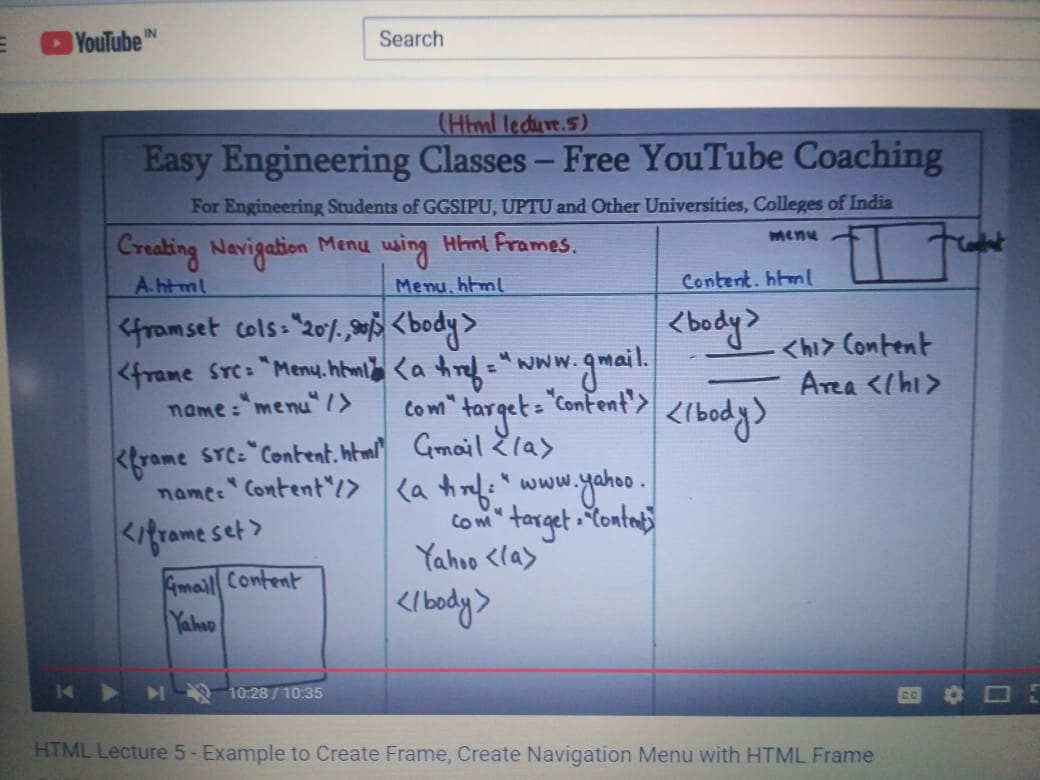 YouTube IN
Search
(Html lecture.5)
Easy Engineering Classes – Free YouTube Coaching
For Engineering Students of GGSIPU, UPTU and Other Universities, Colleges of India
Creating Navigation Menu using Html Frames.
menu
Content
A.html
<framset cols="20%,80%>
<frame src="Menu.html"
name="menu"/>
<frame src="Content.html"
name="Content"/>
</frameset>
Gmail
Content
Yahoo
Menu.html
<body>
<a href="www.gmail.
com" target="Content">
Gmail </a>
<a href="www.yahoo.
com" target="Content">
Yahoo </a>
</body>
Content.html
<body>
<h1> Content
Area </h1>
</body>
10:28 / 10:35
CC
HTML Lecture 5 - Example to Create Frame, Create Navigation Menu with HTML Frame